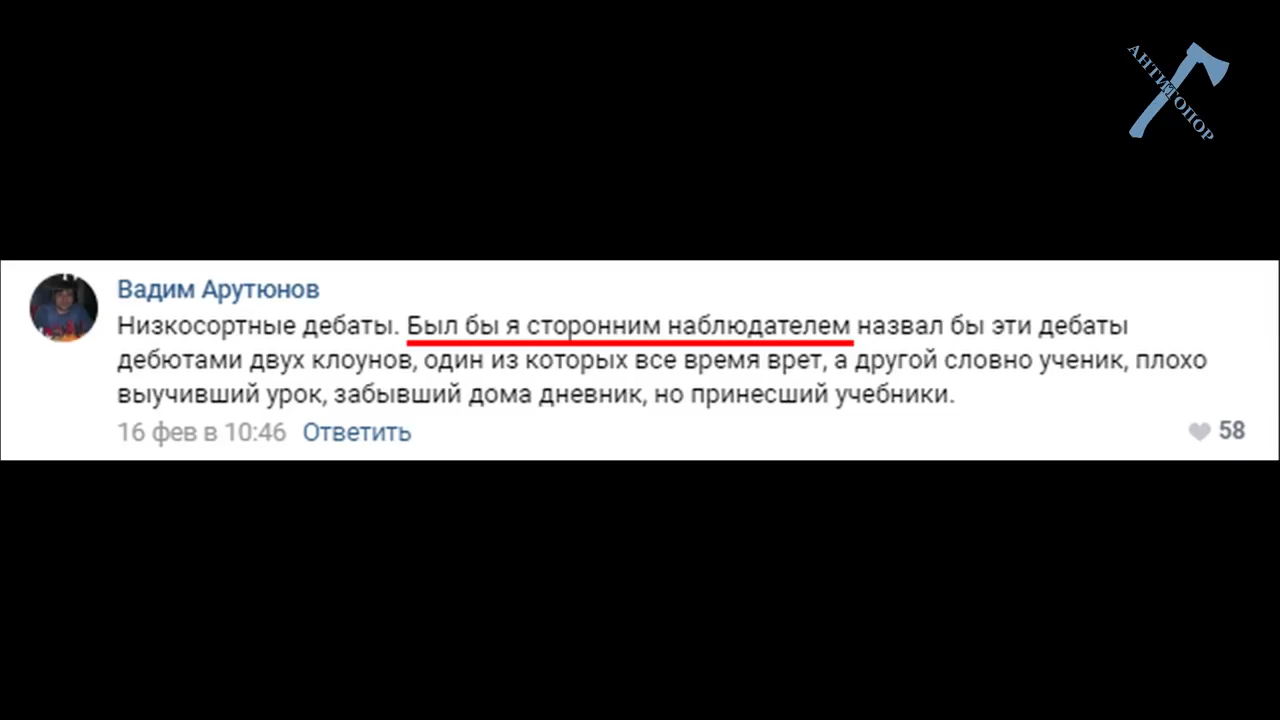 АНТИТОПОР
Вадим Арутюнов
Низкосортные дебаты. Был бы я сторонним наблюдателем назвал бы эти дебаты
дебютами двух клоунов, один из которых все время врет, а другой словно ученик, плохо
выучивший урок, забывший дома дневник, но принесший учебники.
16 фев в 10:46 Ответить
58